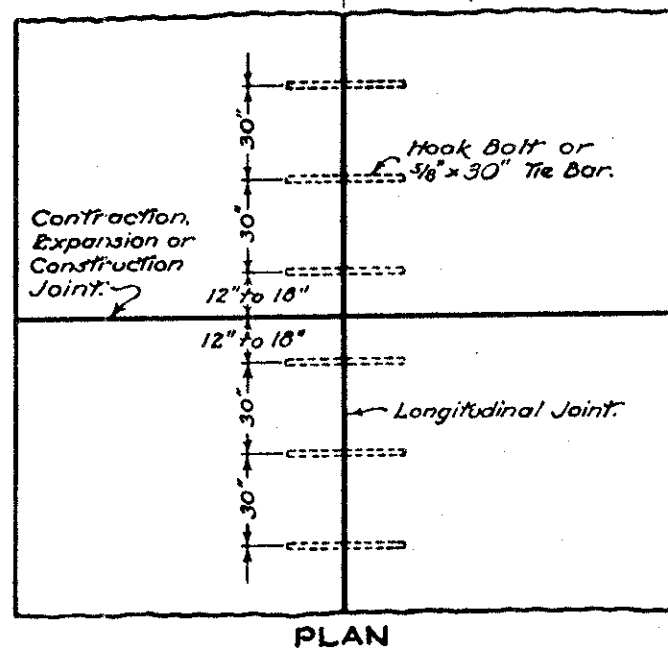 30"
Hook Bolt or
5/8" x 30" Tie Bar.
30"
Contraction,
Expansion or
Construction
Joint.
12" to 18"
12" to 18"
30"
Longitudinal Joint.
30"
PLAN